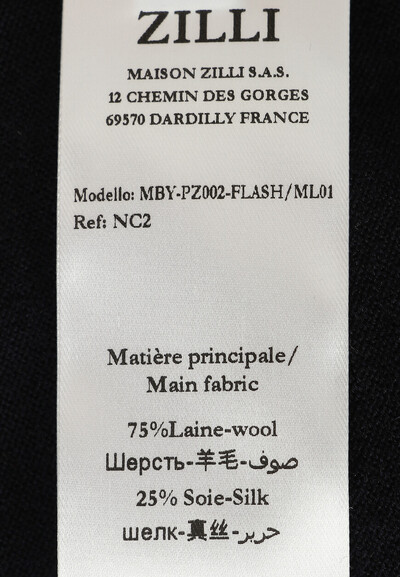 ZILLI
MAISON ZILLI S.A.S.
12 CHEMIN DES GORGES
69570 DARDILLY FRANCE
Modello: MBY-PZ002-FLASH/ML01
Ref: NC2
Matière principale/
Main fabric
75%Laine-wool
Шерсть-羊毛-صوف
25% Soie-Silk
шелк-真丝-حرير